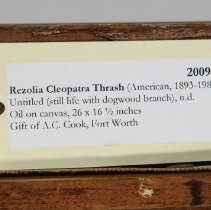 2009
Rezolia Cleopatra Thrash (American, 1893-198
Untitled (still life with dogwood branch), n.d.
Oil on canvas, 26 x 16 ½ inches
Gift of A.C. Cook, Fort Worth